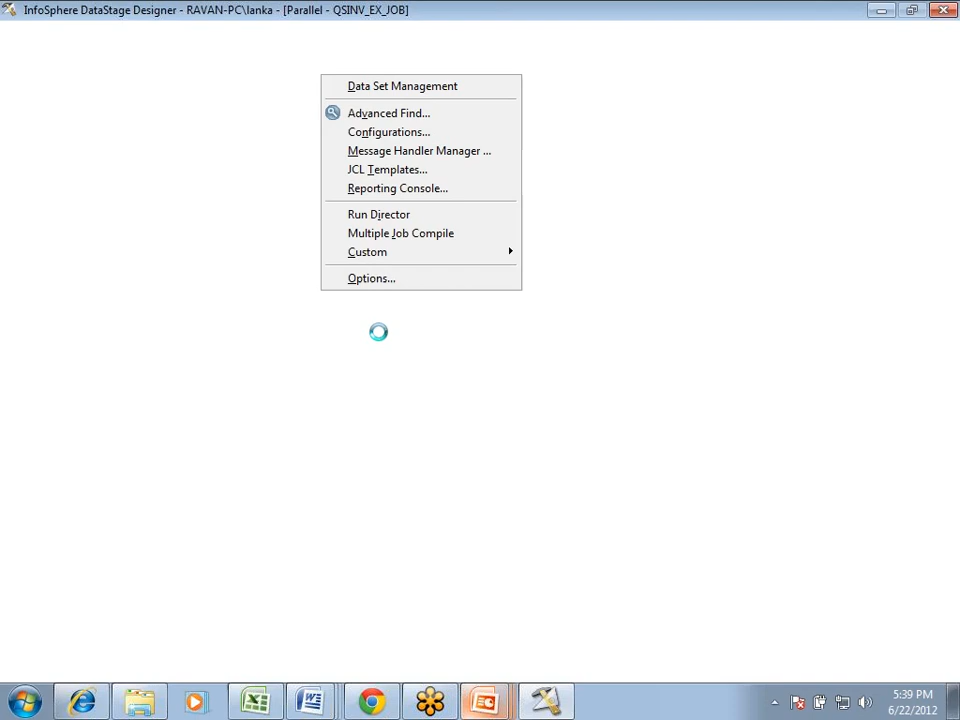 InfoSphere DataStage Designer - RAVAN-PC\lanka - [Parallel - QSINV_EX_JOB]
Data Set Management
Advanced Find...
Configurations...
Message Handler Manager ...
JCL Templates...
Reporting Console...
Run Director
Multiple Job Compile
Custom
Options...
5:39 PM
6/22/2012